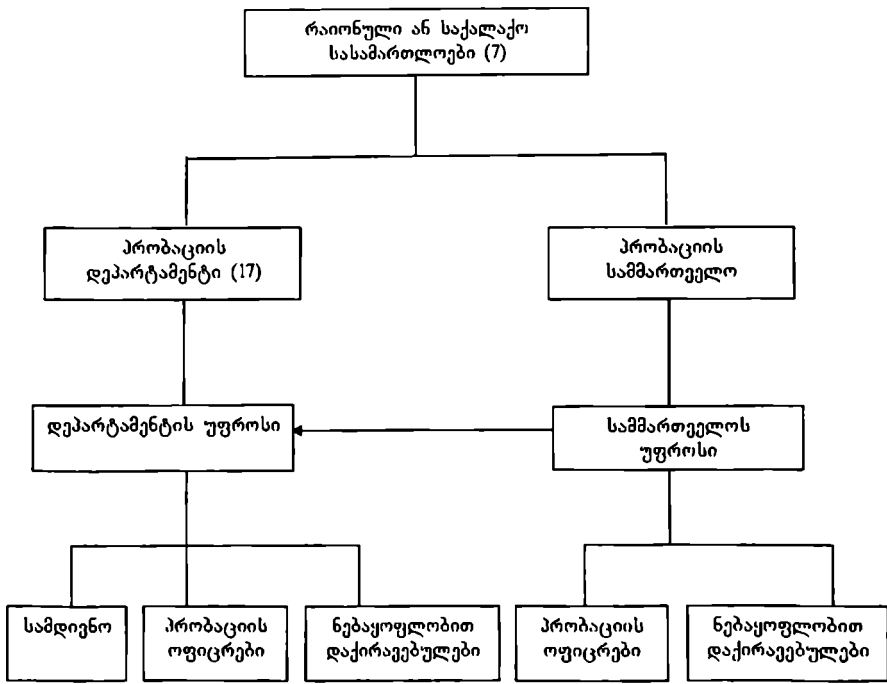 რაიონული ან საქალაქო
სასამართლოები (7)
პრობაციის
დეპარტამენტი (17)
პრობაციის
სამმართველო
დეპარტამენტის უფროსი
სამმართველოს
უფროსი
სამდივნო
პრობაციის
ოფიცრები
ნებაყოფლობით
დაქირავებულები
პრობაციის
ოფიცრები
ნებაყოფლობით
დაქირავებულები